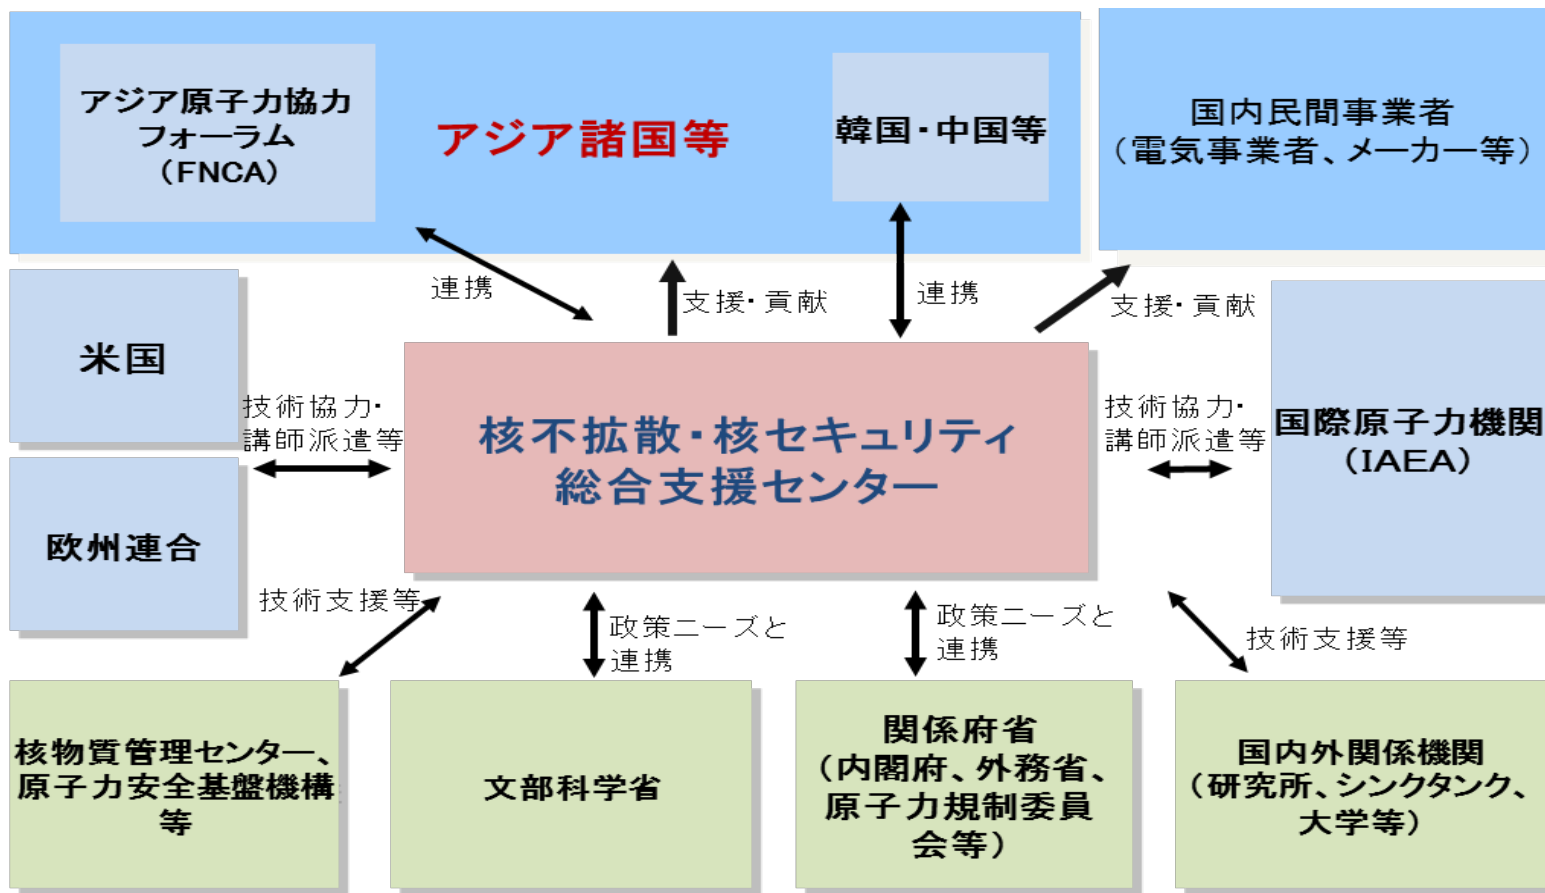 アジア原子力協力
フォーラム
(FNCA)
アジア諸国等
韓国・中国等
国内民間事業者
(電気事業者、メーカー等)
連携
支援・貢献
連携
支援・貢献
米国
技術協力・
講師派遣等
欧州連合
核不拡散・核セキュリティ
総合支援センター
技術協力・
講師派遣等
国際原子力機関
(IAEA)
技術支援等
政策ニーズと
連携
政策ニーズと
連携
技術支援等
核物質管理センター、
原子力安全基盤機構
等
文部科学省
関係府省
(内閣府、外務省、
原子力規制委員
会等)
国内外関係機関
(研究所、シンクタンク、
大学等)